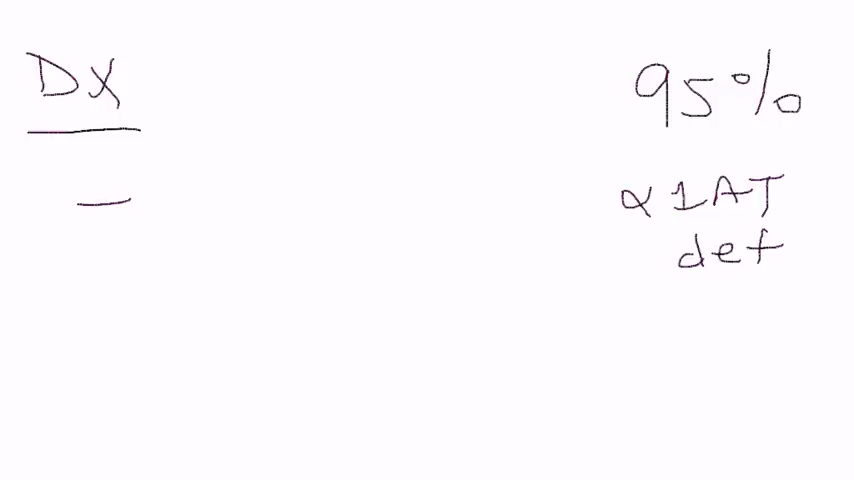 DX
95%
—
α1AT
def